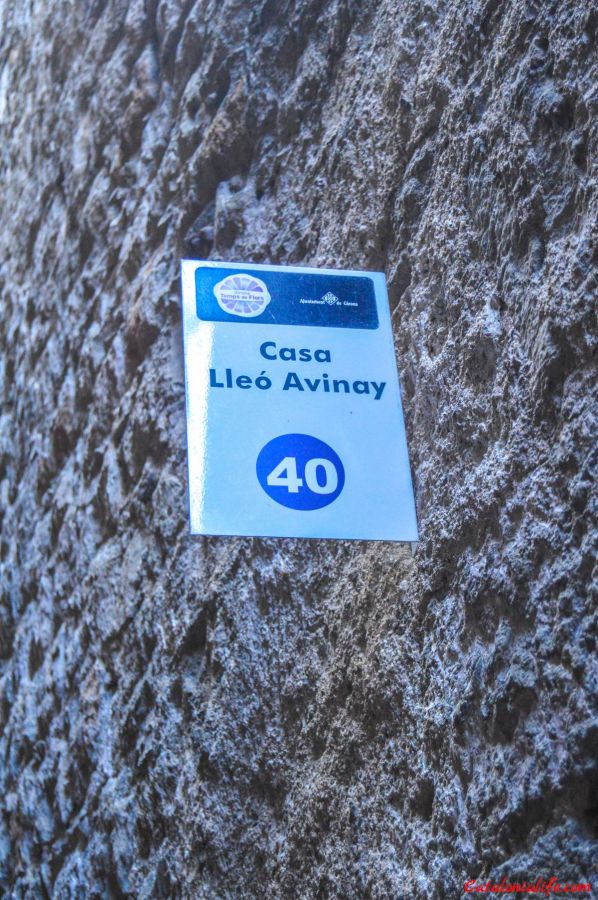 Temps de Flors
Ajuntament de Girona
Casa
Lleó Avinay
40
Catalonialife.com